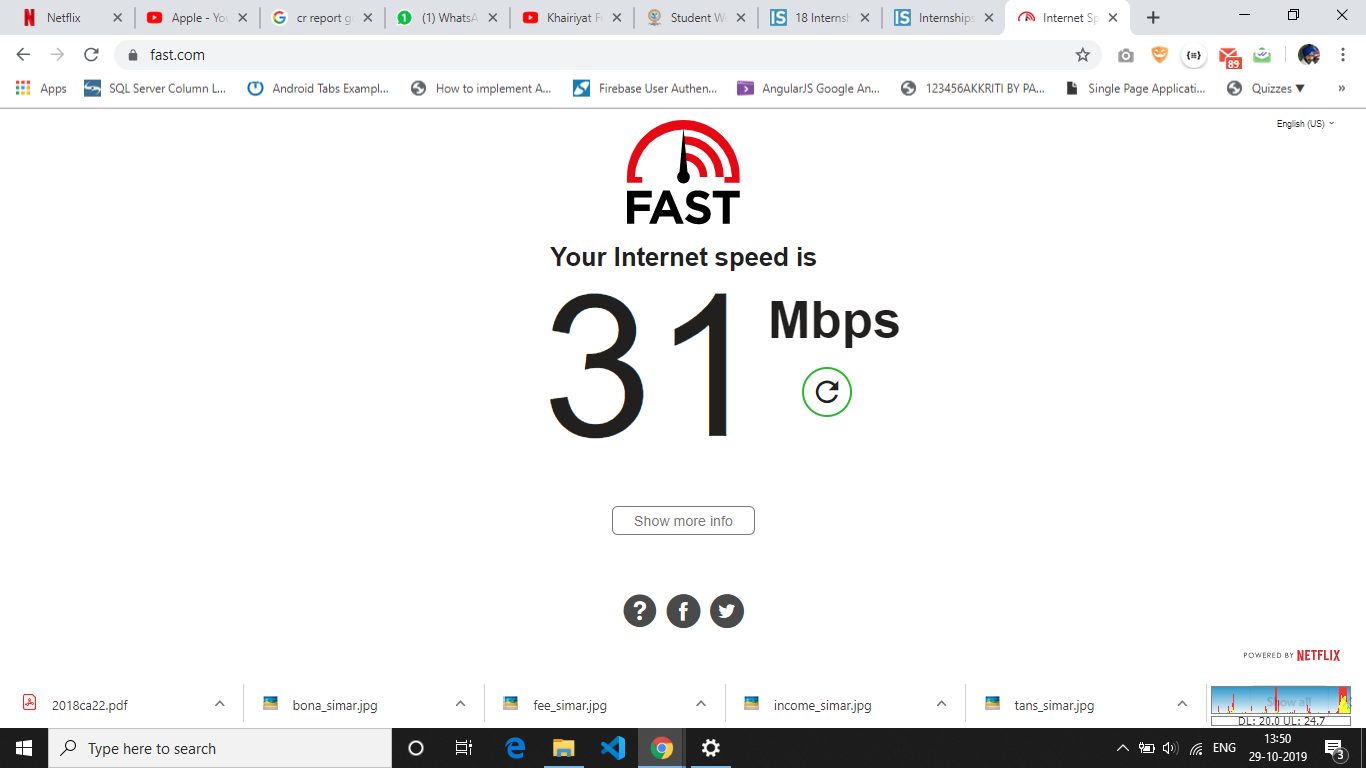 Netflix
Apple - You
cr report g
(1) WhatsA
Khairiyat F
Student W
18 Internsh
Internships
Internet Sp
fast.com
89
Apps
SQL Server Column L...
Android Tabs Exampl...
How to implement A...
Firebase User Authen...
AngularJS Google An...
123456AKKRITI BY PA...
Single Page Applicati...
Quizzes ▼
»
English (US)
FAST
Your Internet speed is
31 Mbps
Show more info
POWERED BY NETFLIX
2018ca22.pdf
bona_simar.jpg
fee_simar.jpg
income_simar.jpg
tans_simar.jpg
Show all
DL: 20.0 UL: 24.7
Type here to search
ENG
13:50
29-10-2019
3